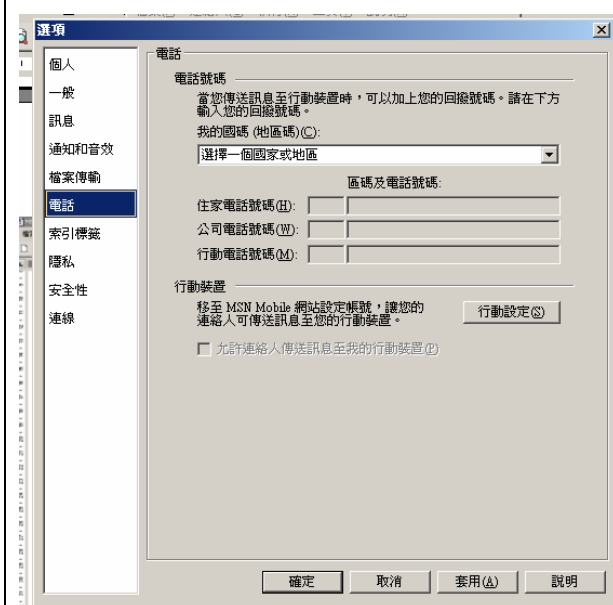 選項
個人
一般
訊息
通知和音效
檔案傳輸
電話
索引標籤
隱私
安全性
連線
電話
電話號碼
當您傳送訊息至行動裝置時，可以加上您的回撥號碼。請在下方
輸入您的回撥號碼。
我的國碼 (地區碼)(C):
選擇一個國家或地區
區碼及電話號碼:
住家電話號碼(H):
公司電話號碼(W):
行動電話號碼(M):
行動裝置
移至 MSN Mobile 網站設定帳號，讓您的
連絡人可傳送訊息至您的行動裝置。
行動設定(S)
允許連絡人傳送訊息至我的行動裝置(P)
確定
取消
套用(A)
說明